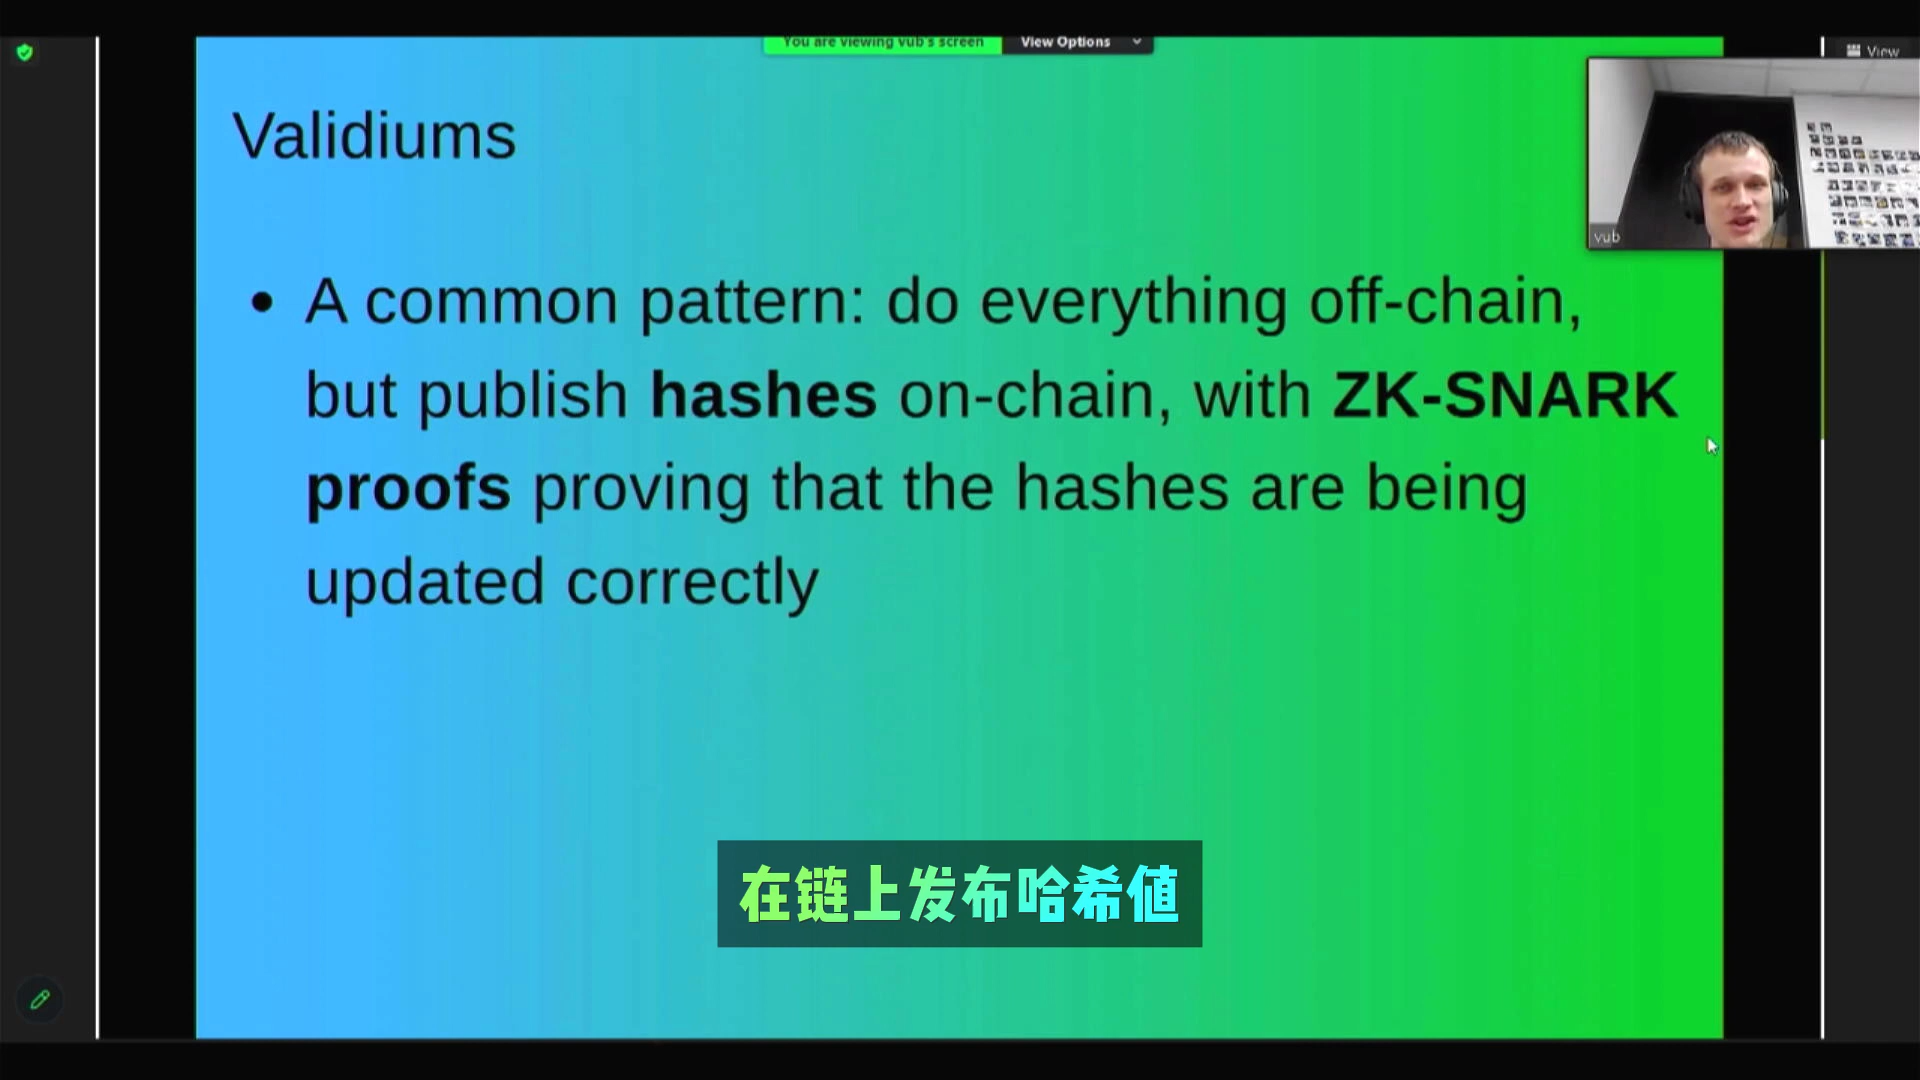 You are viewing vub's screen
View Options
View
Validiums
vub
• A common pattern: do everything off-chain,
but publish hashes on-chain, with ZK-SNARK
proofs proving that the hashes are being
updated correctly
在链上发布哈希值